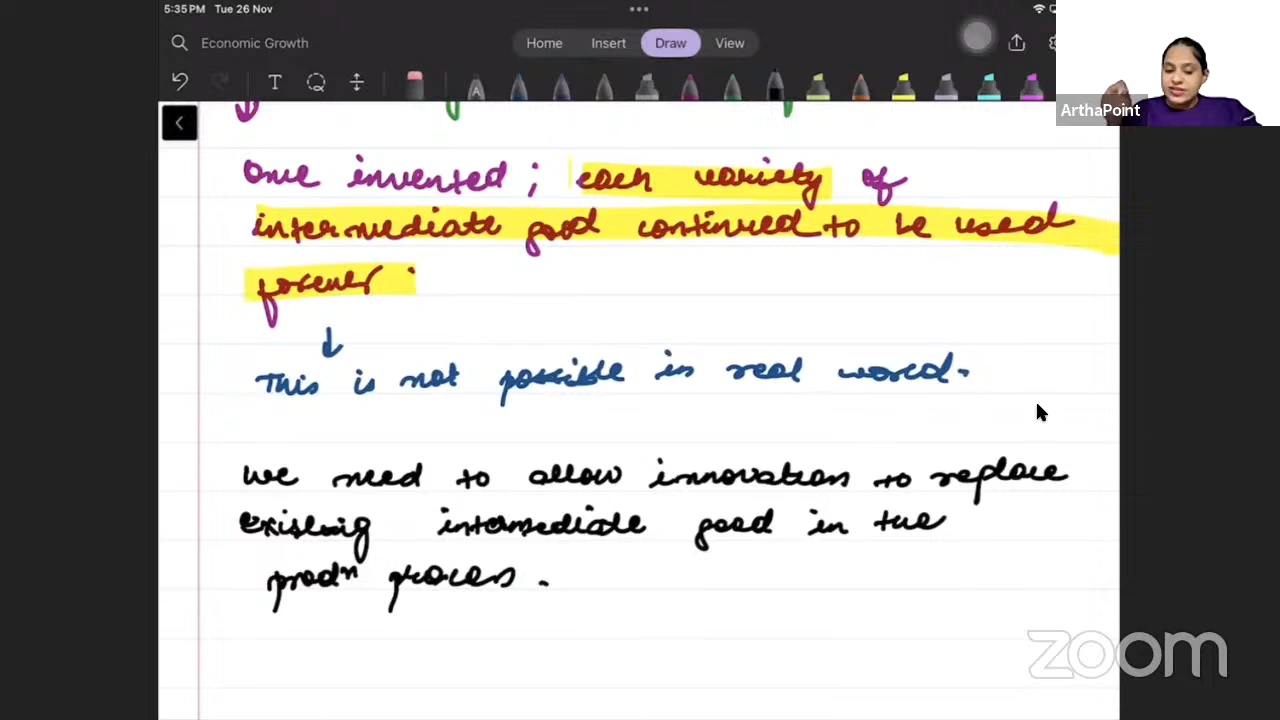 5:35 PM Tue 26 Nov
Economic Growth
Home Insert Draw View
ArthaPoint
Once invented ; each variety of
intermediate good continued to be used
forever.
This is not possible in real world.
We need to allow innovations to replace
existing intermediate good in the
prodⁿ process.
zoom